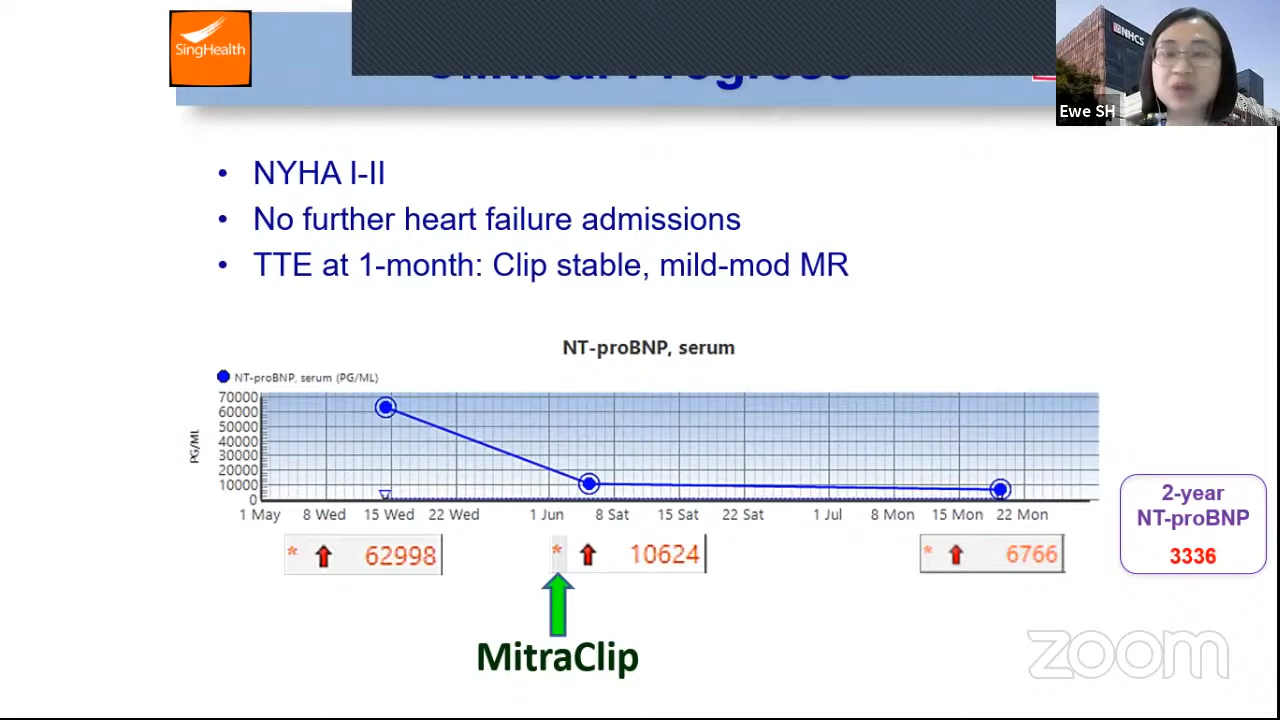 SingHealth
NHCS
Ewe SH
• NYHA I-II
• No further heart failure admissions
• TTE at 1-month: Clip stable, mild-mod MR
NT-proBNP, serum
NT-proBNP, serum (PG/ML)
PG/ML
70000
60000
50000
40000
30000
20000
10000
0
1 May 8 Wed 15 Wed 22 Wed 1 Jun 8 Sat 15 Sat 22 Sat 1 Jul 8 Mon 15 Mon 22 Mon
* 62998
* 10624
* 6766
2-year
NT-proBNP
3336
MitraClip
zoom